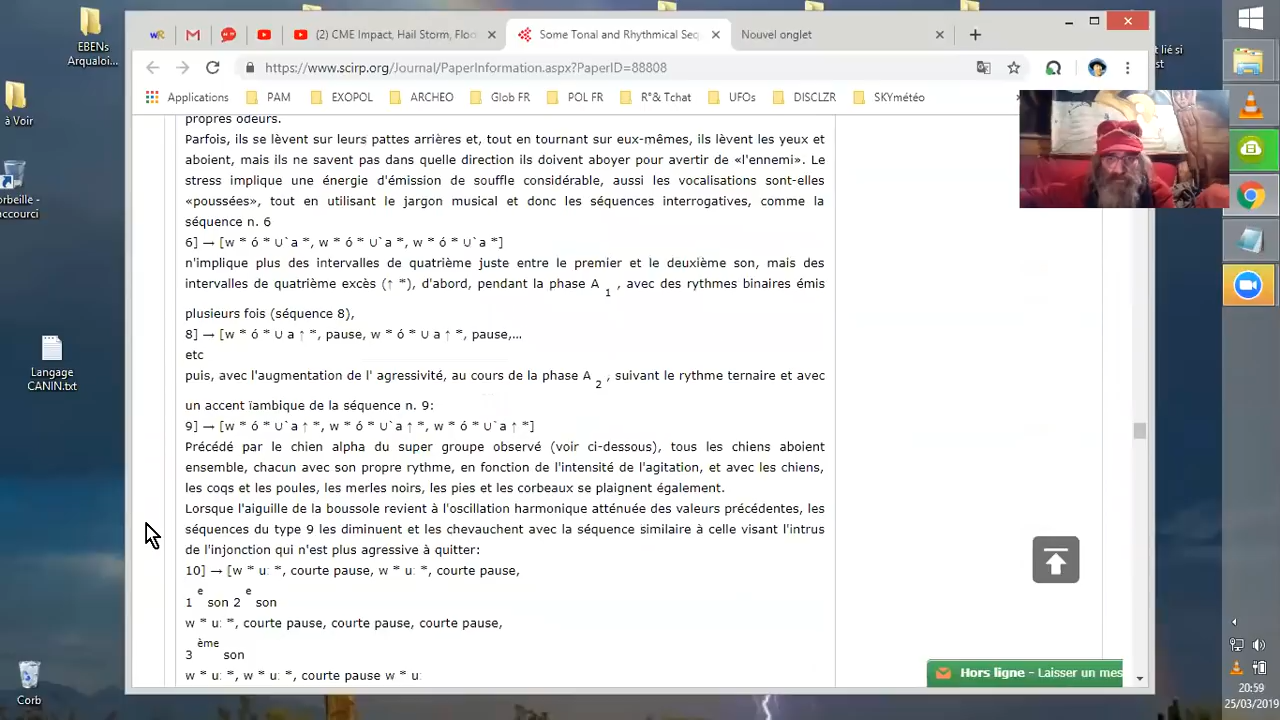 EBENs
Arqualoi...
à Voir
orbeille -
accourci
Langage
CANIN.txt
Corb
(2) CME Impact, Hail Storm, Floo
Some Tonal and Rhythmical Seq
Nouvel onglet
https://www.scirp.org/Journal/PaperInformation.aspx?PaperID=88808
Applications PAM EXOPOL ARCHEO Glob FR POL FR R°& Tchat UFOs DISCLZR SKYmétéo
propres odeurs.
Parfois, ils se lèvent sur leurs pattes arrières et, tout en tournant sur eux-mêmes, ils lèvent les yeux et
aboient, mais ils ne savent pas dans quelle direction ils doivent aboyer pour avertir de «l'ennemi». Le
stress implique une énergie d'émission de souffle considérable, aussi les vocalisations sont-elles
«poussées», tout en utilisant le jargon musical et donc les séquences interrogatives, comme la
séquence n. 6
6] → [w * ó * ∪`a *, w * ó * ∪`a *, w * ó * ∪`a *]
n'implique plus des intervalles de quatrième juste entre le premier et le deuxième son, mais des
intervalles de quatrième excès (↑ *), d'abord, pendant la phase A 1 , avec des rythmes binaires émis
plusieurs fois (séquence 8),
8] → [w * ó * ∪ a ↑ *, pause, w * ó * ∪ a ↑ *, pause,...
etc
puis, avec l'augmentation de l' agressivité, au cours de la phase A 2 , suivant le rythme ternaire et avec
un accent ïambique de la séquence n. 9:
9] → [w * ó * ∪`a ↑ *, w * ó * ∪`a ↑ *, w * ó * ∪`a ↑ *]
Précédé par le chien alpha du super groupe observé (voir ci-dessous), tous les chiens aboient
ensemble, chacun avec son propre rythme, en fonction de l'intensité de l'agitation, et avec les chiens,
les coqs et les poules, les merles noirs, les pies et les corbeaux se plaignent également.
Lorsque l'aiguille de la boussole revient à l'oscillation harmonique atténuée des valeurs précédentes, les
séquences du type 9 les diminuent et les chevauchent avec la séquence similaire à celle visant l'intrus
de l'injonction qui n'est plus agressive à quitter:
10] → [w * u: *, courte pause, w * u: *, courte pause,
1 e son 2 e son
w * u: *, courte pause, courte pause, courte pause,
3 ème son
w * u: *, w * u: *, courte pause w * u:
Hors ligne – Laisser un mes
lié si
st
20:59
25/03/2019